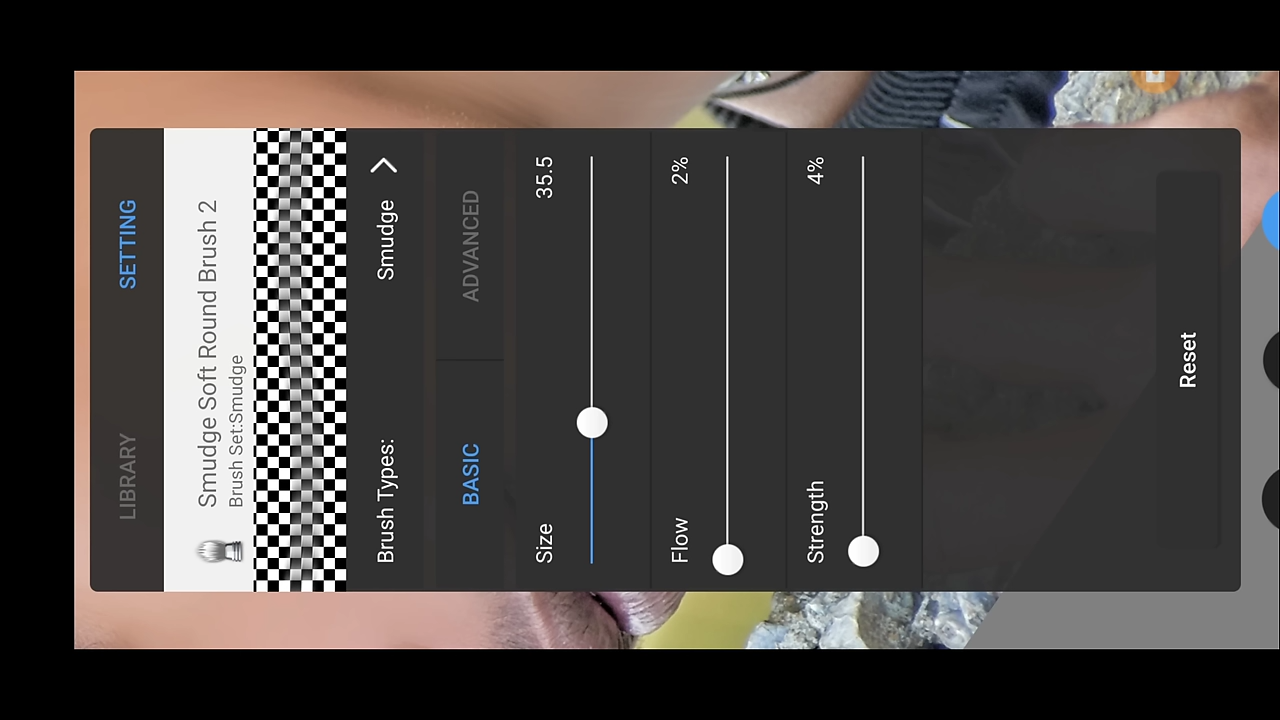 LIBRARY SETTING
Smudge Soft Round Brush 2
Brush Set:Smudge
Brush Types: Smudge
BASIC ADVANCED
Size 35.5
Flow 2%
Strength 4%
Reset